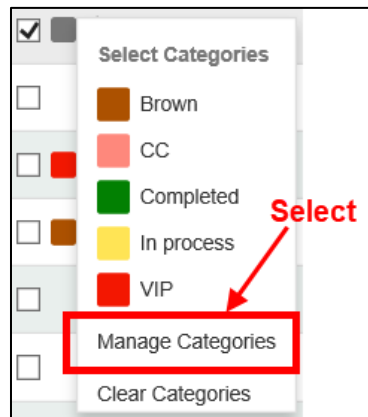 Select Categories
Brown
CC
Completed
In process
Select
VIP
Manage Categories
Clear Categories